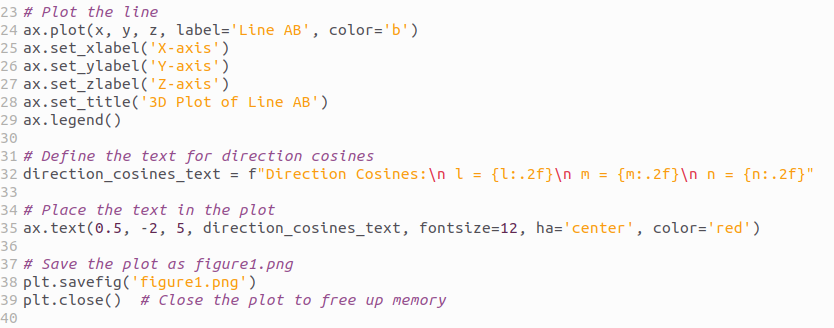 23 # Plot the line
24 ax.plot(x, y, z, label='Line AB', color='b')
25 ax.set_xlabel('X-axis')
26 ax.set_ylabel('Y-axis')
27 ax.set_zlabel('Z-axis')
28 ax.set_title('3D Plot of Line AB')
29 ax.legend()
30
31 # Define the text for direction cosines
32 direction_cosines_text = f"Direction Cosines:\n l = {l:.2f}\n m = {m:.2f}\n n = {n:.2f}"
33
34 # Place the text in the plot
35 ax.text(0.5, -2, 5, direction_cosines_text, fontsize=12, ha='center', color='red')
36
37 # Save the plot as figure1.png
38 plt.savefig('figure1.png')
39 plt.close()  # Close the plot to free up memory
40